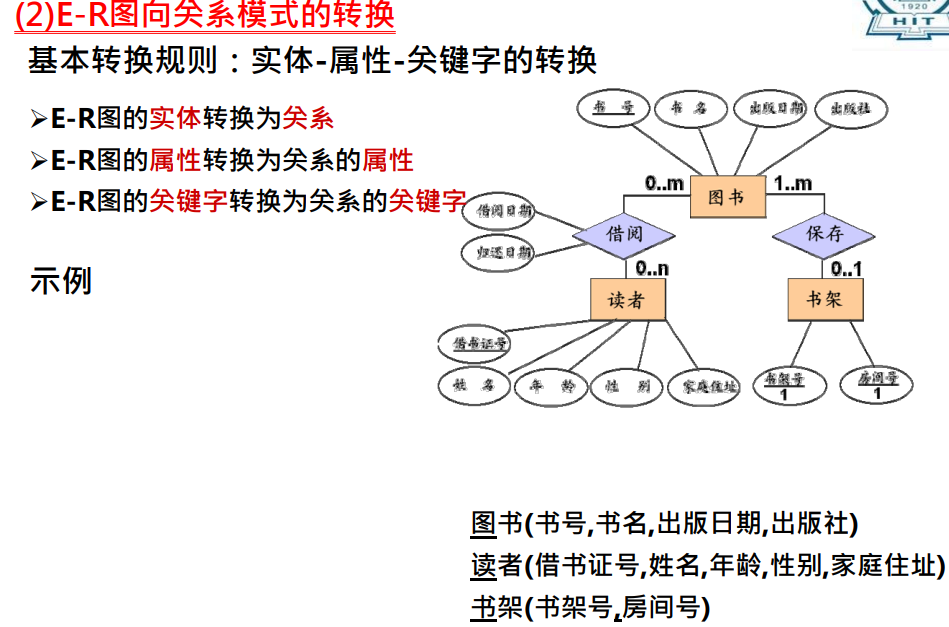 (2)E-R图向关系模式的转换
1920
HIT
基本转换规则：实体-属性-关键字的转换
➢E-R图的实体转换为关系
➢E-R图的属性转换为关系的属性
➢E-R图的关键字转换为关系的关键字
示例
书 号 书 名 出版日期 出版社
0..m 图书 1..m
借阅日期
借阅 保存
归还日期
0..n 0..1
读者 书架
借书证号
姓 名 年 龄 性 别 家庭住址 书架号 房间号
1 1
图书(书号,书名,出版日期,出版社)
读者(借书证号,姓名,年龄,性别,家庭住址)
书架(书架号,房间号)